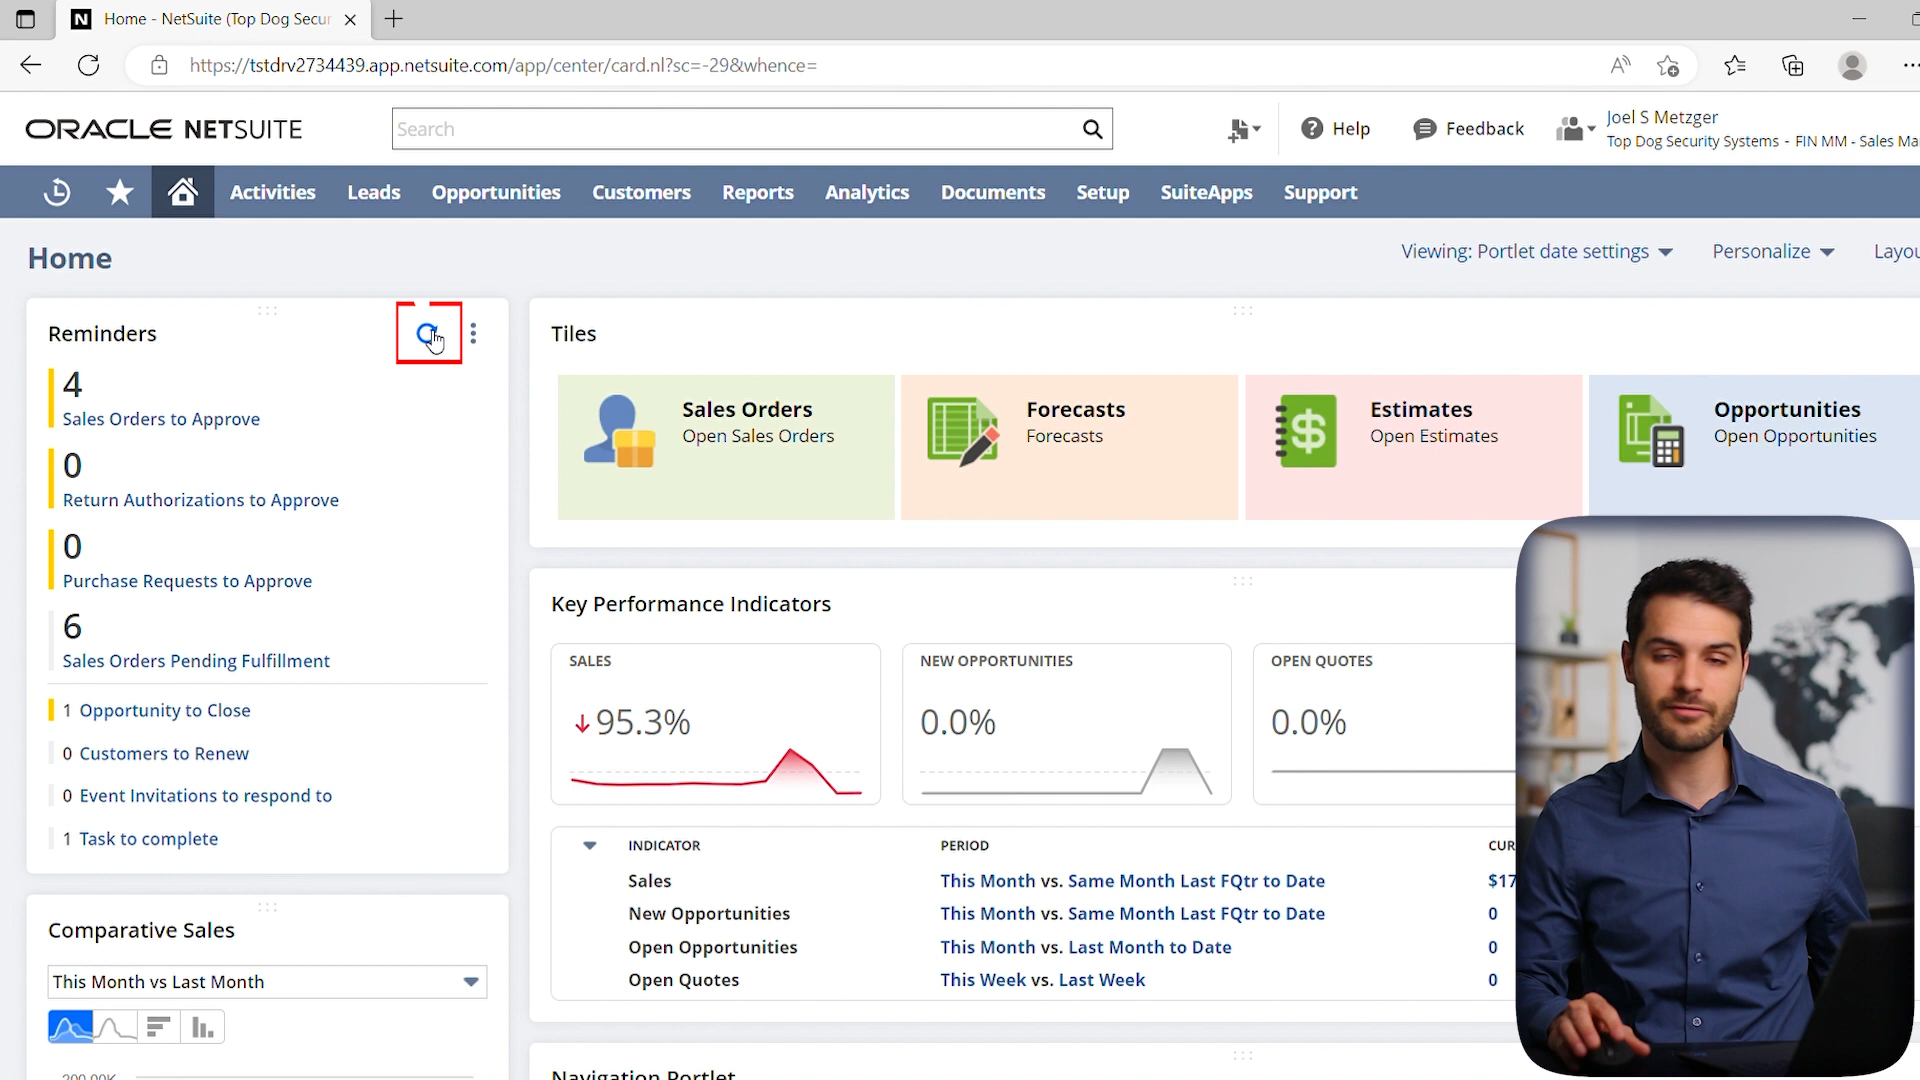 Home - NetSuite (Top Dog Secur
https://tstdrv2734439.app.netsuite.com/app/center/card.nl?sc=-29&whence=
ORACLE NETSUITE
Search
Help
Feedback
Joel S Metzger
Top Dog Security Systems - FIN MM - Sales Ma
Activities
Leads
Opportunities
Customers
Reports
Analytics
Documents
Setup
SuiteApps
Support
Home
Viewing: Portlet date settings
Personalize
Layou
Reminders
4
Sales Orders to Approve
0
Return Authorizations to Approve
0
Purchase Requests to Approve
6
Sales Orders Pending Fulfillment
1 Opportunity to Close
0 Customers to Renew
0 Event Invitations to respond to
1 Task to complete
Comparative Sales
This Month vs Last Month
200.00K
Tiles
Sales Orders
Open Sales Orders
Forecasts
Forecasts
Estimates
Open Estimates
Opportunities
Open Opportunities
Key Performance Indicators
SALES
95.3%
NEW OPPORTUNITIES
0.0%
OPEN QUOTES
0.0%
INDICATOR PERIOD CUR
Sales This Month vs. Same Month Last FQtr to Date $17
New Opportunities This Month vs. Same Month Last FQtr to Date 0
Open Opportunities This Month vs. Last Month to Date 0
Open Quotes This Week vs. Last Week 0
Navigation Portlet